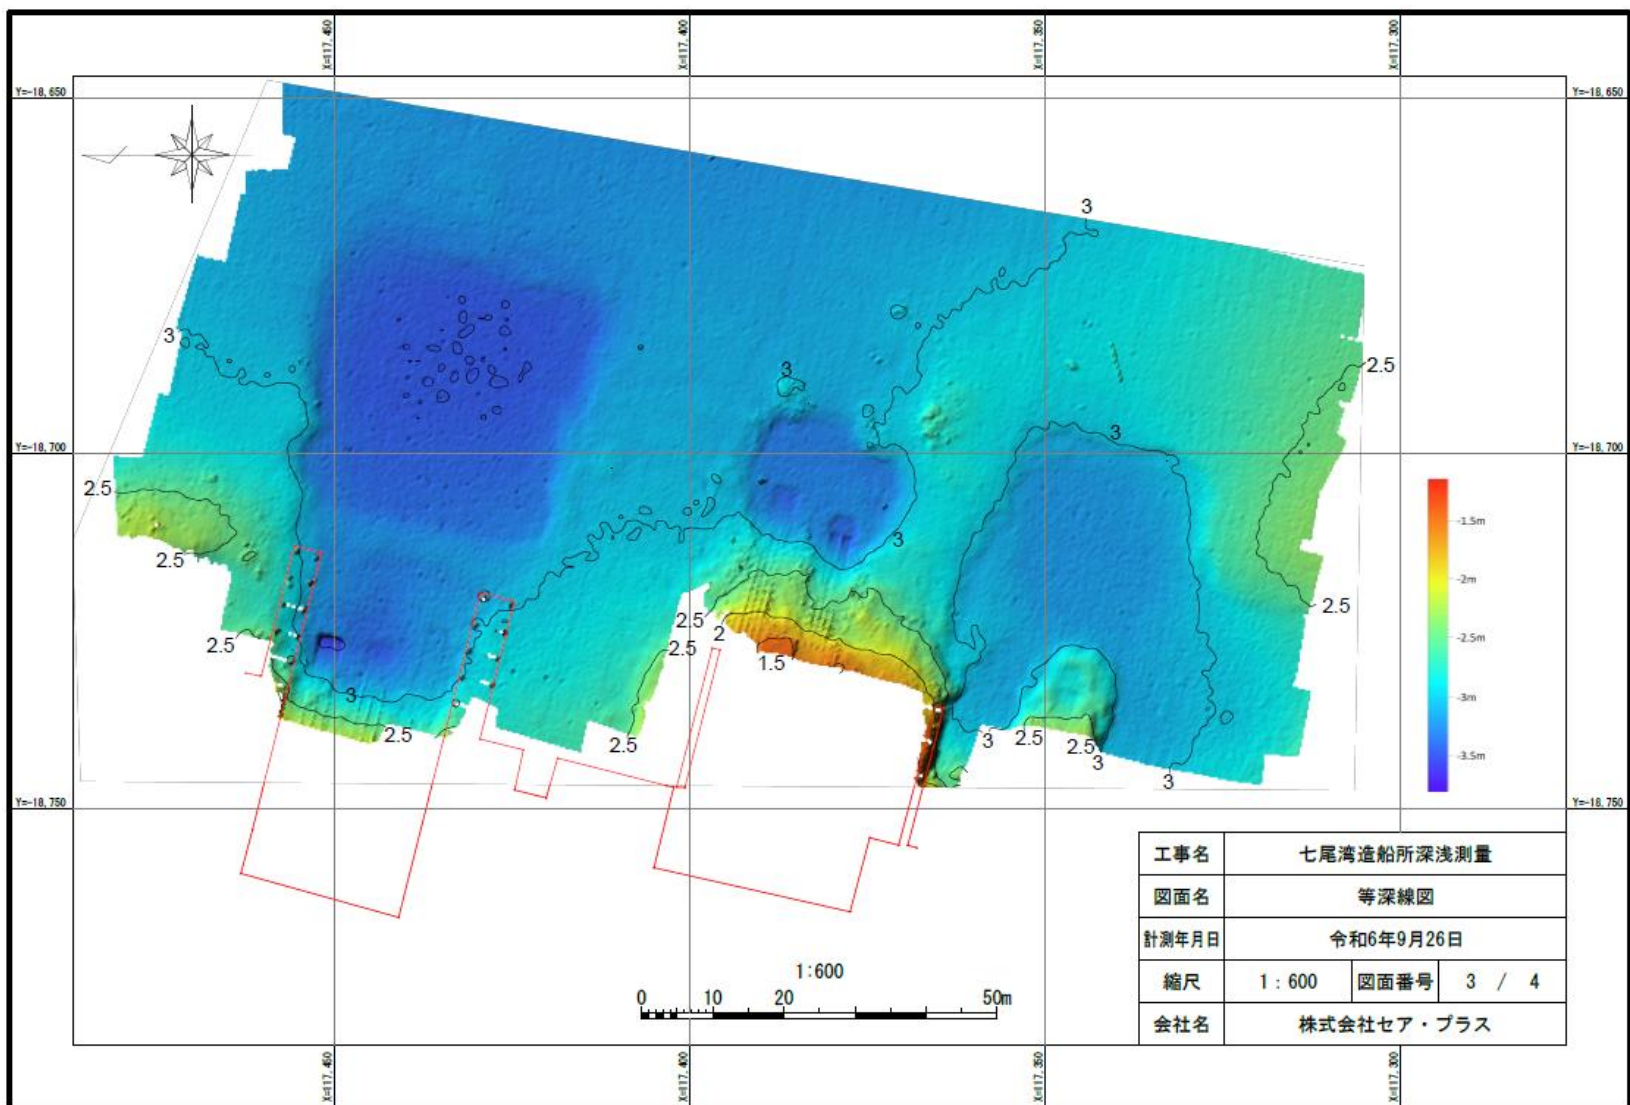 X=117,450
X=117,400
X=117,350
X=117,300
Y=-18,650
Y=-18,650
3
3
3
2.5
3
Y=-18,700
Y=-18,700
2.5
-1.5m
3
2.5
-2m
2.5
2.5
2
2.5
-2.5m
2.5
2.5
1.5
3
-3m
2.5
2.5
3
2.5
2.5
3
3
-3.5m
Y=-18,750
Y=-18,750
工事名 七尾湾造船所深浅測量
図面名 等深線図
計測年月日 令和6年9月26日
縮尺 1:600 図面番号 3 / 4
会社名 株式会社セア・プラス
1:600
0 10 20 50m
X=117,450
X=117,400
X=117,350
X=117,300